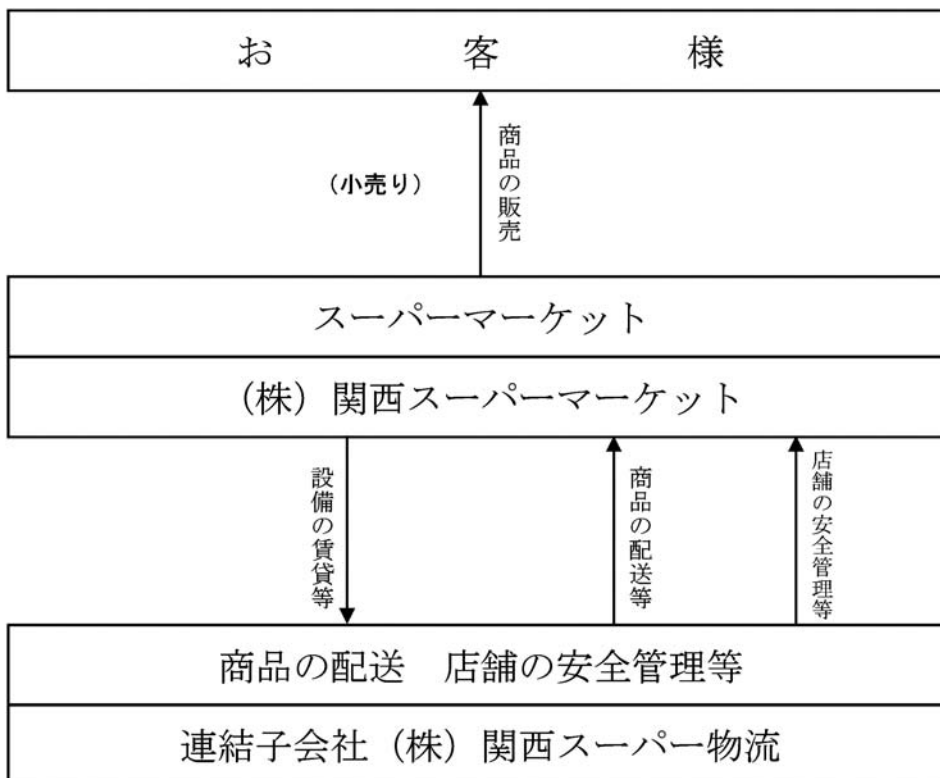 お客様
（小売り）
商品の販売
スーパーマーケット
（株）関西スーパーマーケット
設備の賃貸等
商品の配送等
店舗の安全管理等
商品の配送　店舗の安全管理等
連結子会社（株）関西スーパー物流